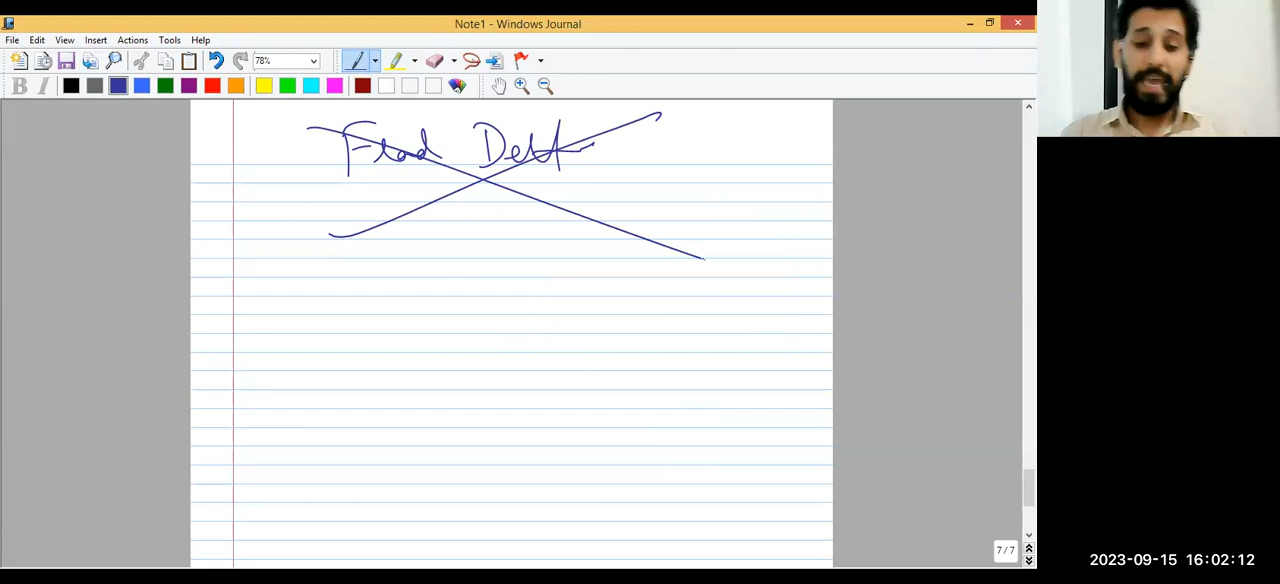 Note1 - Windows Journal
File Edit View Insert Actions Tools Help
78%
B I
Debt
7 / 7
2023-09-15 16:02:12